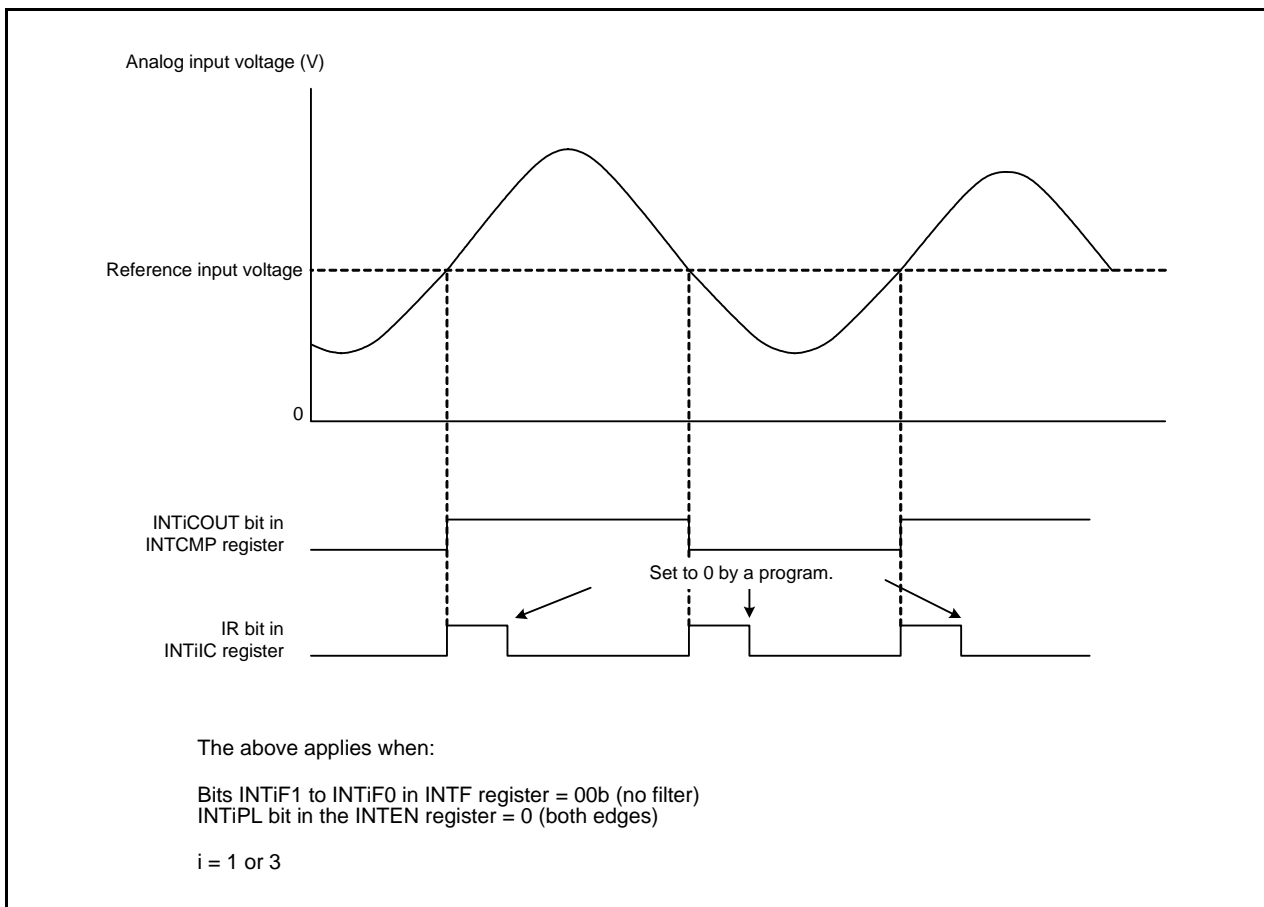 Analog input voltage (V)
Reference input voltage
0
INTiCOUT bit in
INTCMP register
Set to 0 by a program.
IR bit in
INTiIC register
The above applies when:
Bits INTiF1 to INTiF0 in INTF register = 00b (no filter)
INTiPL bit in the INTEN register = 0 (both edges)
i = 1 or 3